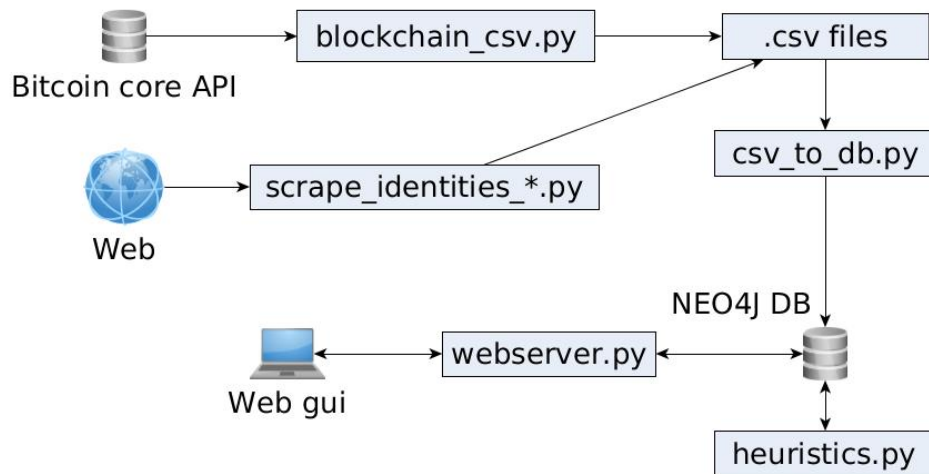 blockchain_csv.py
.csv files
Bitcoin core API
csv_to_db.py
scrape_identities_*.py
Web
NEO4J DB
webserver.py
Web gui
heuristics.py